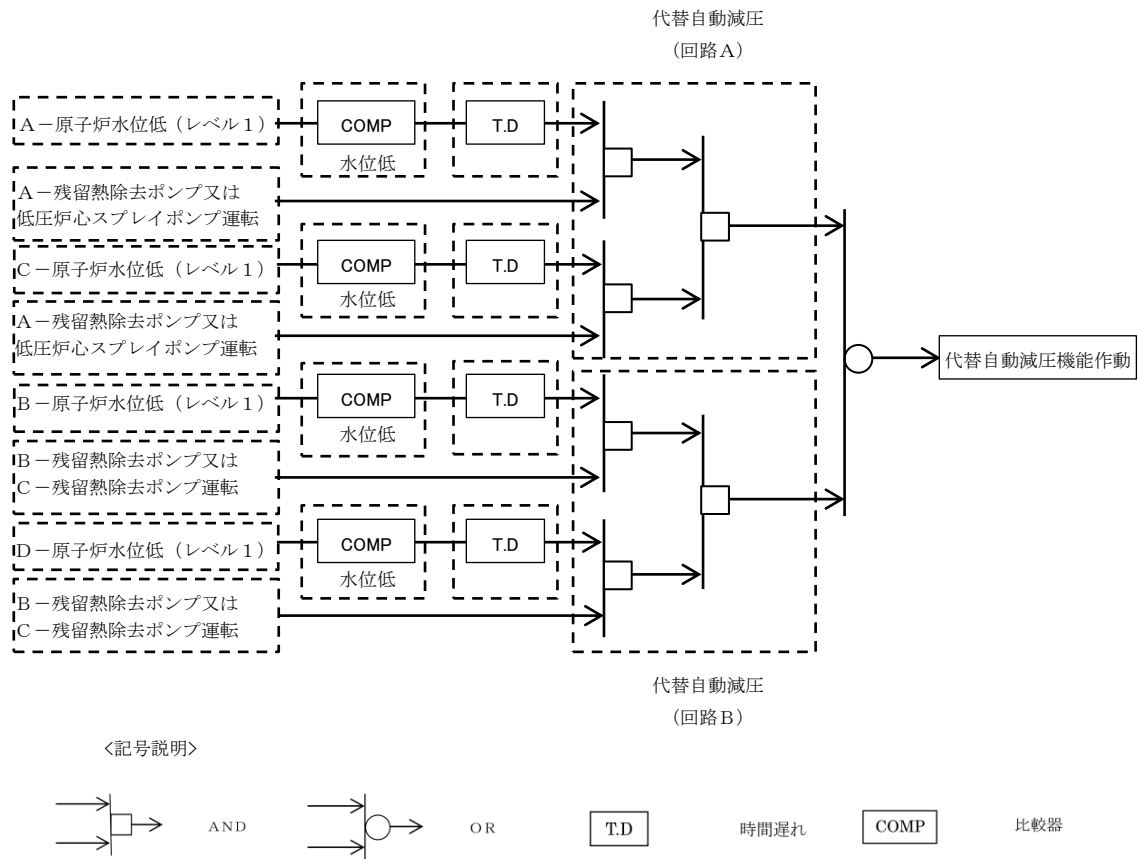 代替自動減圧
（回路Ａ）
Ａ－原子炉水位低（レベル１）
COMP
T.D
水位低
Ａ－残留熱除去ポンプ又は
低圧炉心スプレイポンプ運転
Ｃ－原子炉水位低（レベル１）
COMP
T.D
水位低
Ａ－残留熱除去ポンプ又は
低圧炉心スプレイポンプ運転
代替自動減圧機能作動
Ｂ－原子炉水位低（レベル１）
COMP
T.D
水位低
Ｂ－残留熱除去ポンプ又は
Ｃ－残留熱除去ポンプ運転
Ｄ－原子炉水位低（レベル１）
COMP
T.D
水位低
Ｂ－残留熱除去ポンプ又は
Ｃ－残留熱除去ポンプ運転
代替自動減圧
（回路Ｂ）
<記号説明>
ＡＮＤ
ＯＲ
T.D
時間遅れ
COMP
比較器